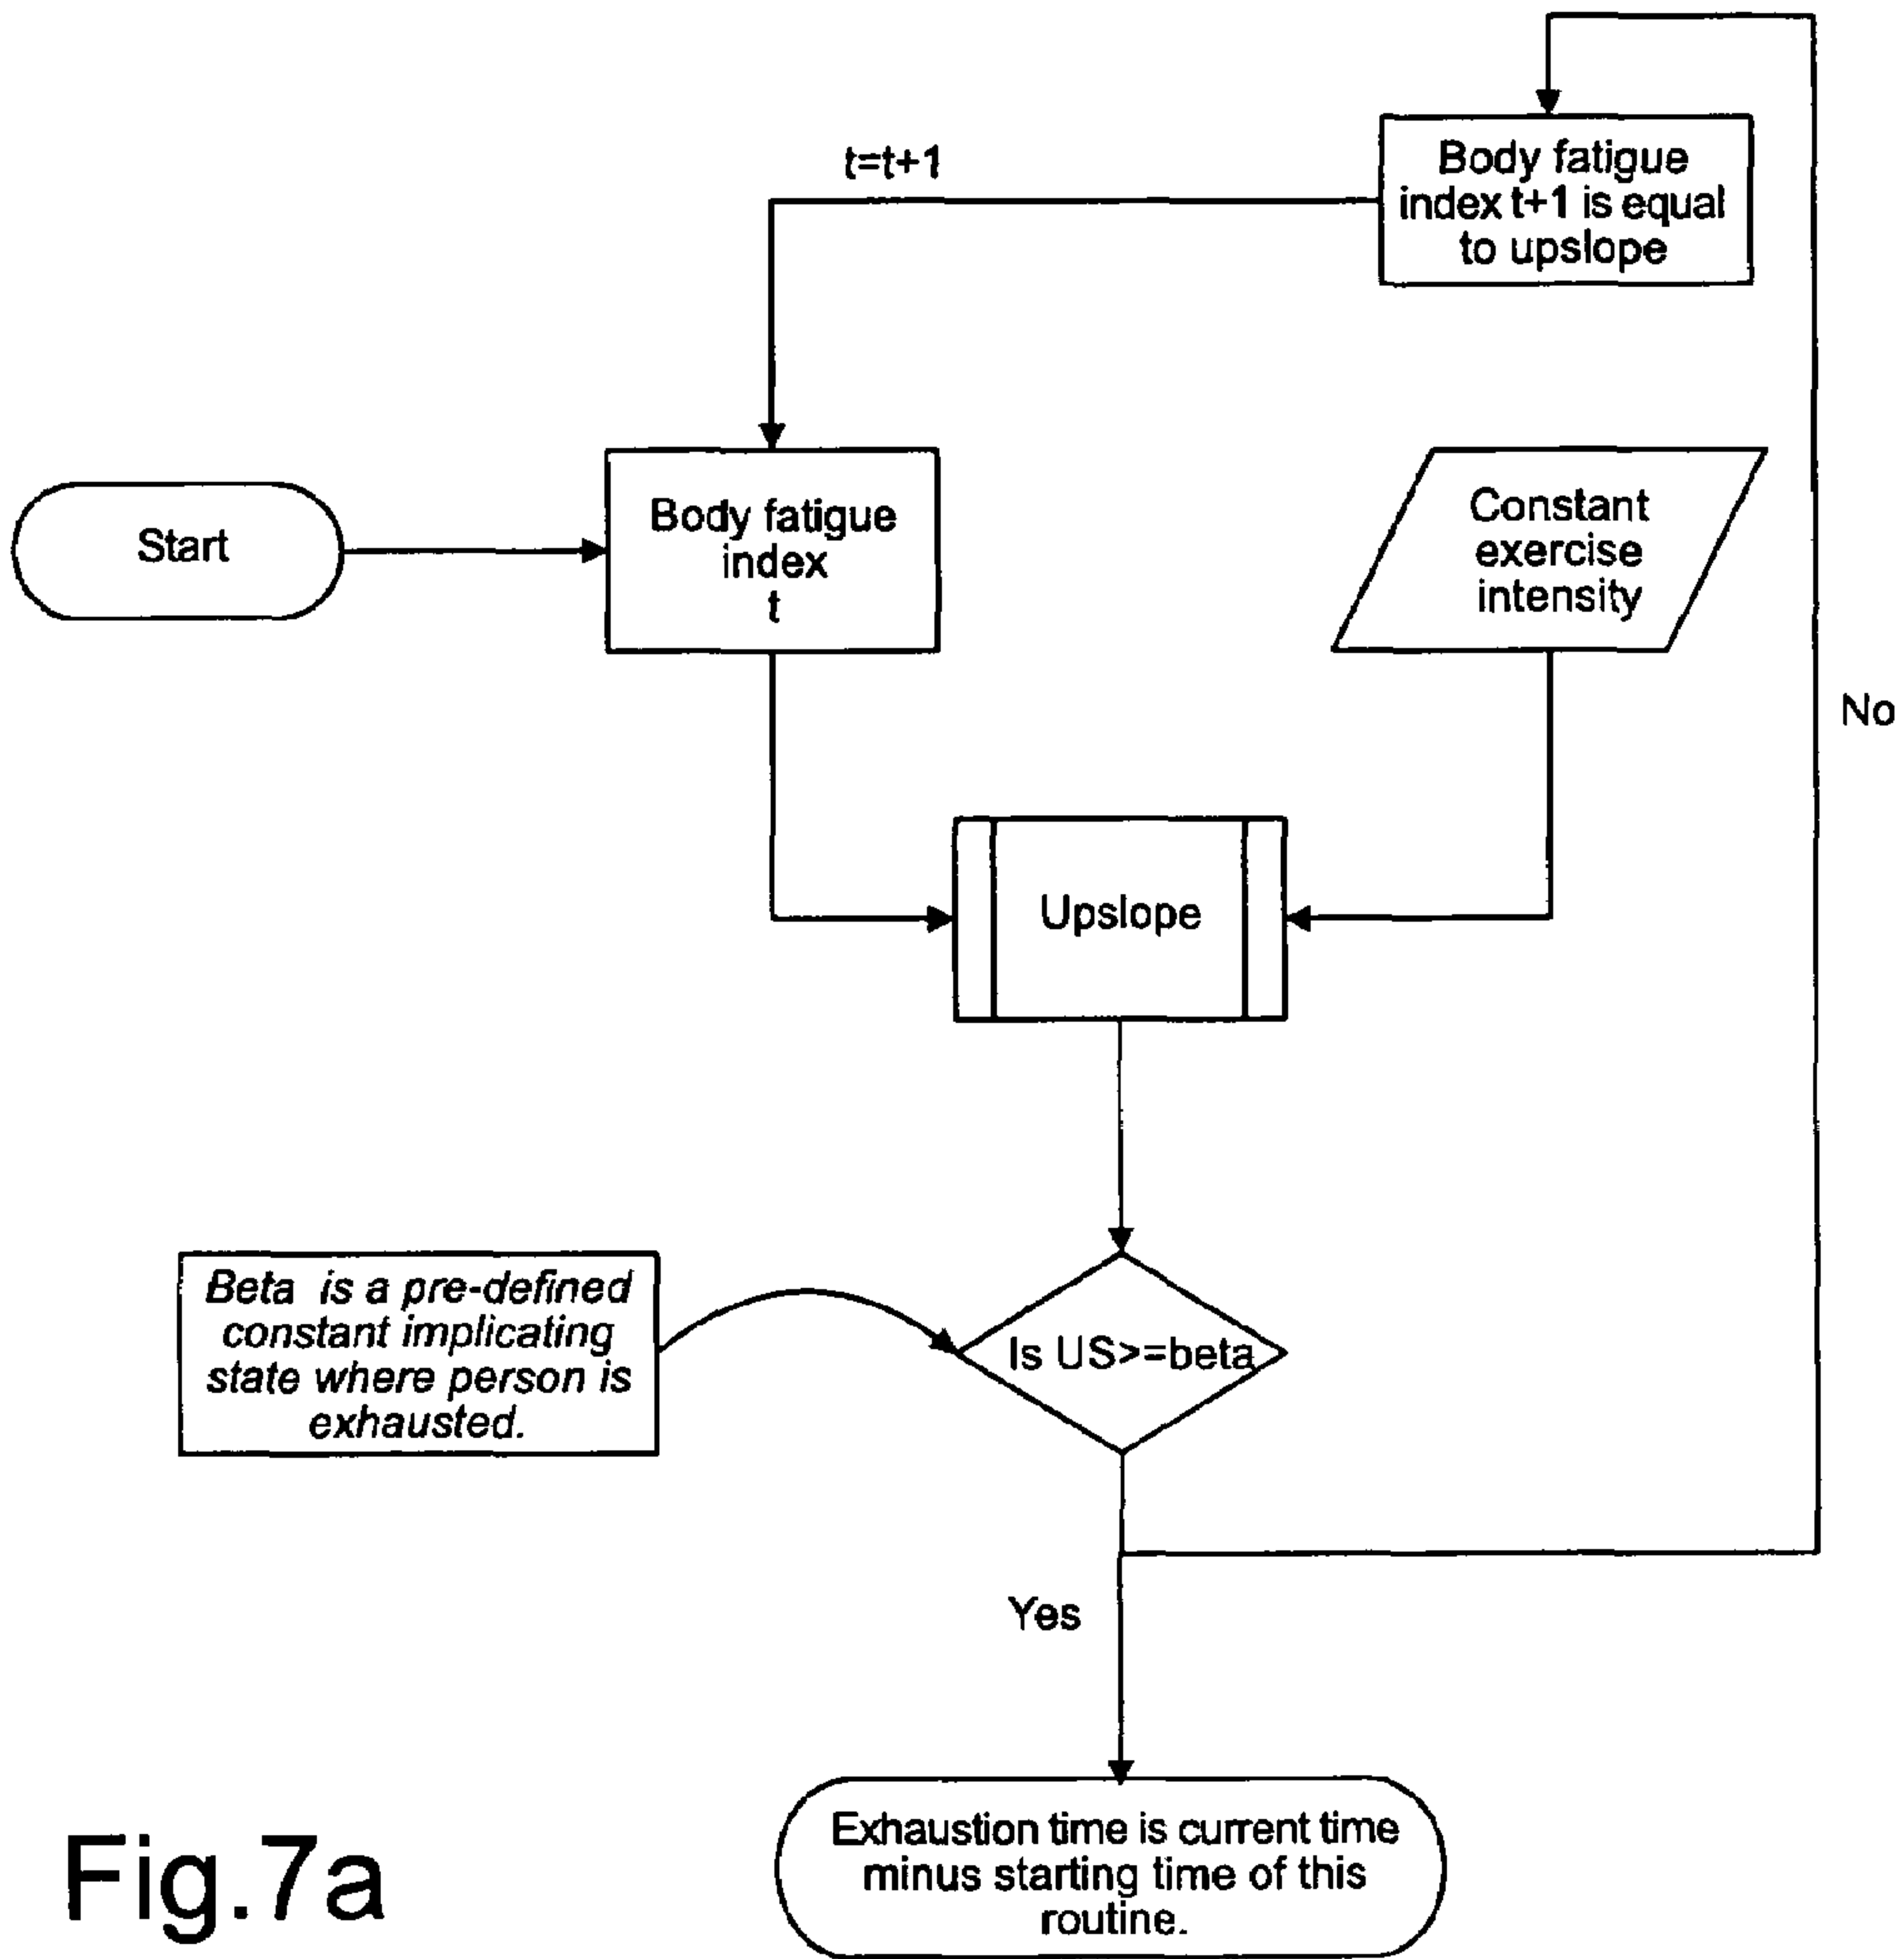 t=t+1
Body fatigue
index t+1 is equal
to upslope
Start
Body fatigue
index
t
Constant
exercise
intensity
No
Upslope
Beta is a pre-defined
constant implicating
state where person is
exhausted.
Is US>=beta
Yes
Exhaustion time is current time
minus starting time of this
routine.
Fig.7a